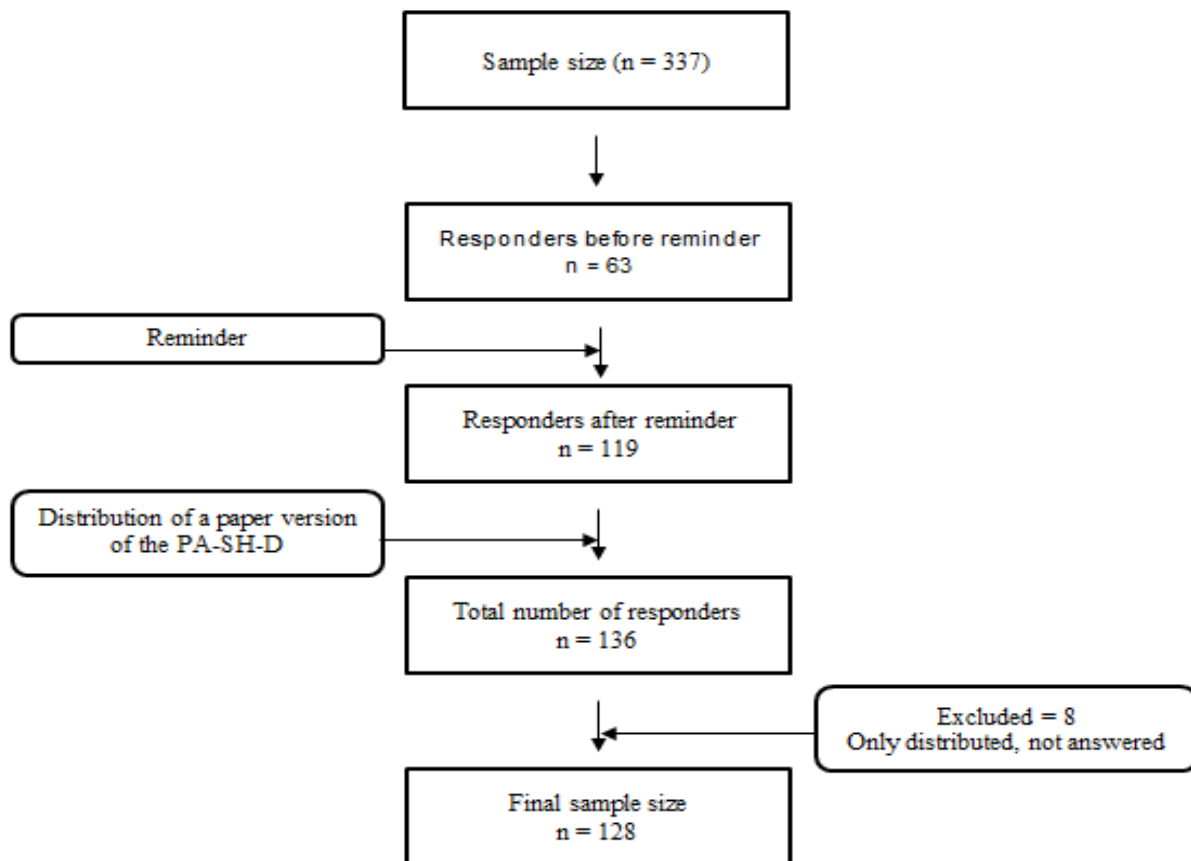 Sample size (n = 337)
Responders before reminder
n = 63
Reminder
Responders after reminder
n = 119
Distribution of a paper version
of the PA-SH-D
Total number of responders
n = 136
Excluded = 8
Only distributed, not answered
Final sample size
n = 128